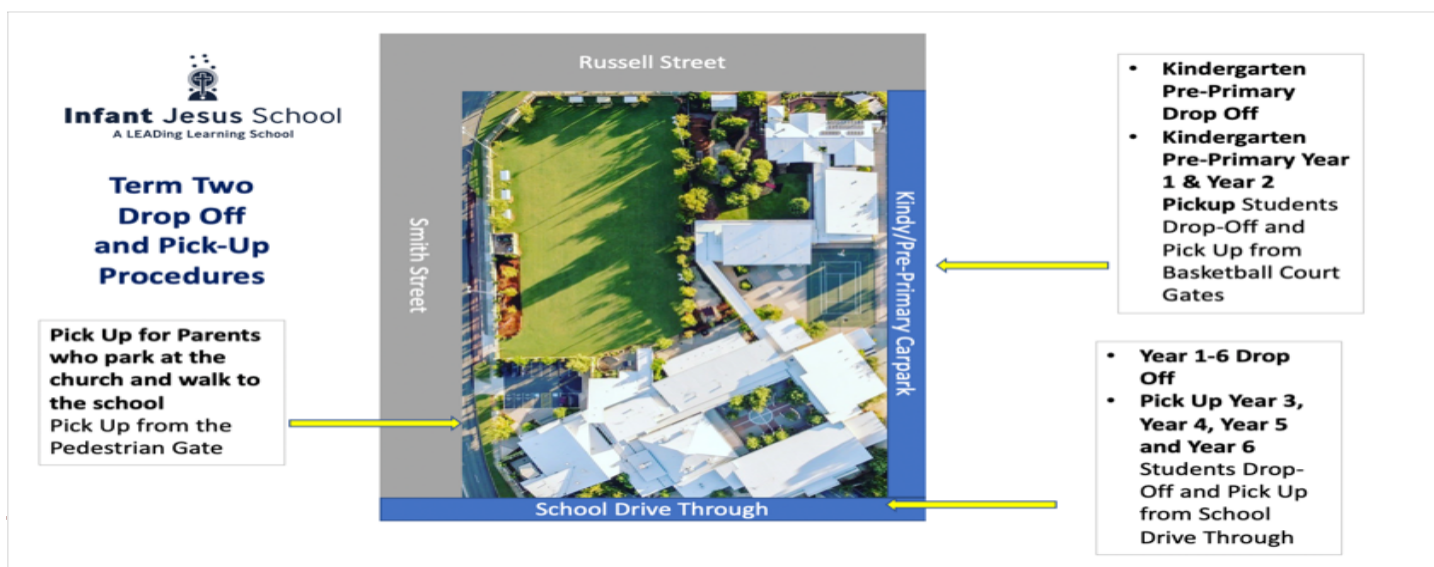 Infant Jesus School
A LEADing Learning School
Term Two
Drop Off
and Pick-Up
Procedures
Pick Up for Parents
who park at the
church and walk to
the school
Pick Up from the
Pedestrian Gate
Russell Street
Smith Street
Kindy/Pre-Primary Carpark
School Drive Through
• Kindergarten
Pre-Primary
Drop Off
• Kindergarten
Pre-Primary Year
1 & Year 2
Pickup Students
Drop-Off and
Pick Up from
Basketball Court
Gates
• Year 1-6 Drop
Off
• Pick Up Year 3,
Year 4, Year 5
and Year 6
Students Drop-
Off and Pick Up
from School
Drive Through